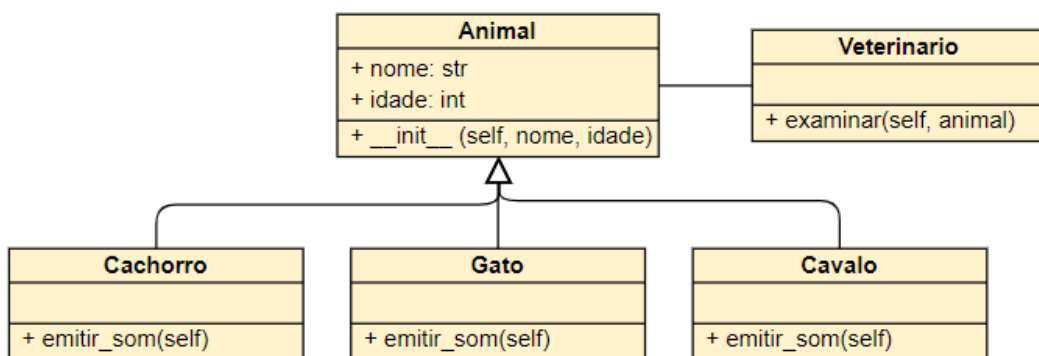 Animal
+ nome: str
+ idade: int
+ __init__ (self, nome, idade)
Veterinario
+ examinar(self, animal)
Cachorro
+ emitir_som(self)
Gato
+ emitir_som(self)
Cavalo
+ emitir_som(self)